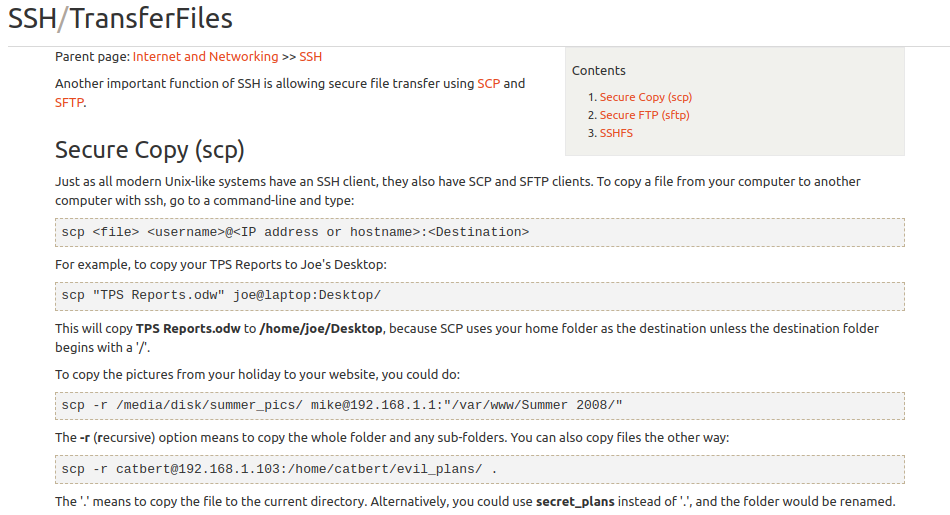 SSH/TransferFiles
Parent page: Internet and Networking >> SSH
Another important function of SSH is allowing secure file transfer using SCP and
SFTP.
Contents
1. Secure Copy (scp)
2. Secure FTP (sftp)
3. SSHFS
Secure Copy (scp)
Just as all modern Unix-like systems have an SSH client, they also have SCP and SFTP clients. To copy a file from your computer to another
computer with ssh, go to a command-line and type:
scp <file> <username>@<IP address or hostname>:<Destination>
For example, to copy your TPS Reports to Joe's Desktop:
scp "TPS Reports.odw" joe@laptop:Desktop/
This will copy TPS Reports.odw to /home/joe/Desktop, because SCP uses your home folder as the destination unless the destination folder
begins with a '/'.
To copy the pictures from your holiday to your website, you could do:
scp -r /media/disk/summer_pics/ mike@192.168.1.1:"/var/www/Summer 2008/"
The -r (recursive) option means to copy the whole folder and any sub-folders. You can also copy files the other way:
scp -r catbert@192.168.1.103:/home/catbert/evil_plans/ .
The '.' means to copy the file to the current directory. Alternatively, you could use secret_plans instead of '.', and the folder would be renamed.